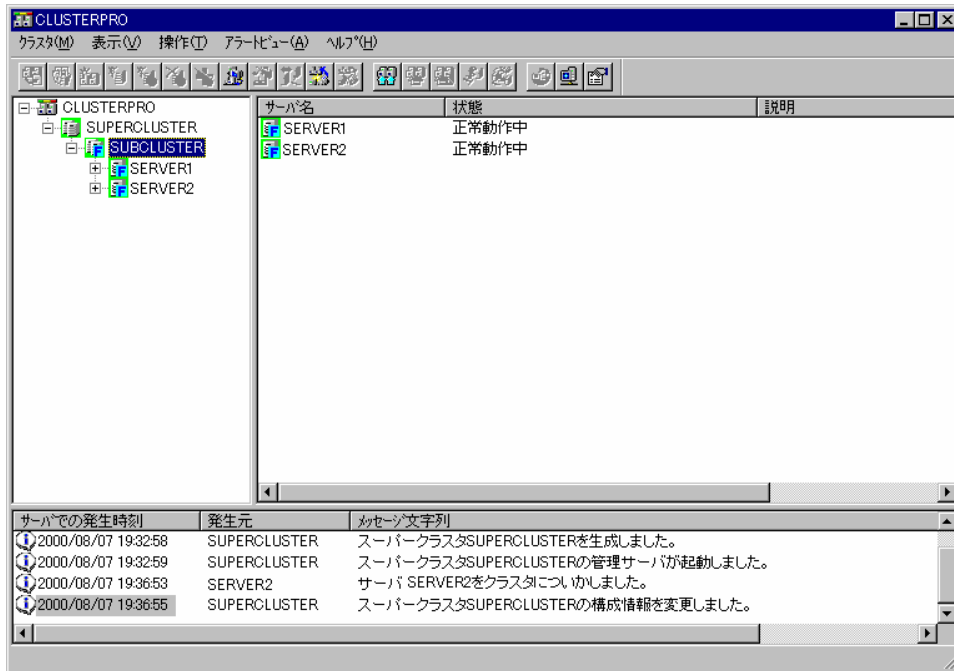 CLUSTERPRO
クラスタ(M) 表示(V) 操作(T) アラートビュー(A) ヘルプ(H)
CLUSTERPRO
SUPERCLUSTER
SUBCLUSTER
SERVER1
SERVER2
サーバ名 状態 説明
SERVER1 正常動作中
SERVER2 正常動作中
サーバでの発生時刻 発生元 メッセージ文字列
2000/08/07 19:32:58 SUPERCLUSTER スーパークラスタSUPERCLUSTERを生成しました。
2000/08/07 19:32:59 SUPERCLUSTER スーパークラスタSUPERCLUSTERの管理サーバが起動しました。
2000/08/07 19:36:53 SERVER2 サーバ SERVER2をクラスタについかしました。
2000/08/07 19:36:55 SUPERCLUSTER スーパークラスタSUPERCLUSTERの構成情報を変更しました。